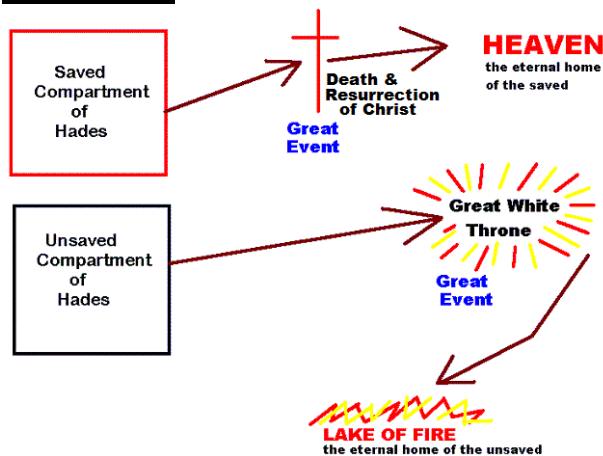 Saved
Compartment
of
Hades
Death &
Resurrection
of Christ
Great
Event
HEAVEN
the eternal home
of the saved
Unsaved
Compartment
of
Hades
Great White
Throne
Great
Event
LAKE OF FIRE
the eternal home of the unsaved